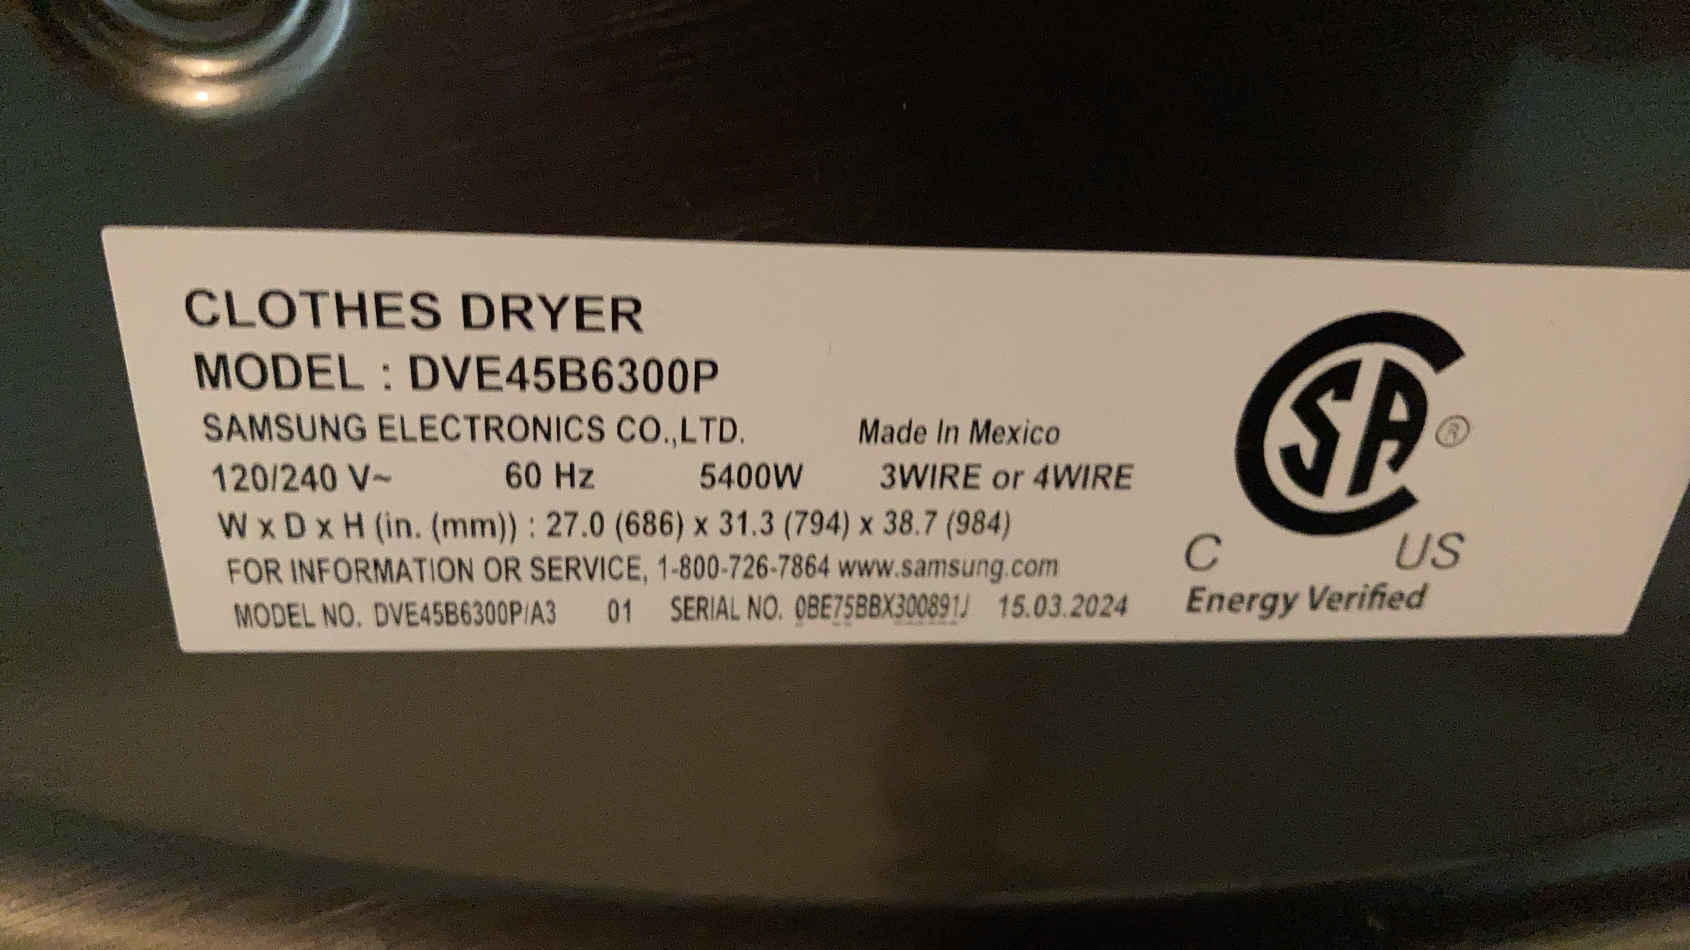 CLOTHES DRYER
MODEL : DVE45B6300P
SAMSUNG ELECTRONICS CO.,LTD. Made In Mexico
120/240 V~ 60 Hz 5400W 3WIRE or 4WIRE
W x D x H (in. (mm)) : 27.0 (686) x 31.3 (794) x 38.7 (984)
FOR INFORMATION OR SERVICE, 1-800-726-7864 www.samsung.com
MODEL NO. DVE45B6300P/A3 01 SERIAL NO. 0BE75BBX300891J 15.03.2024
SA ®
C US
Energy Verified